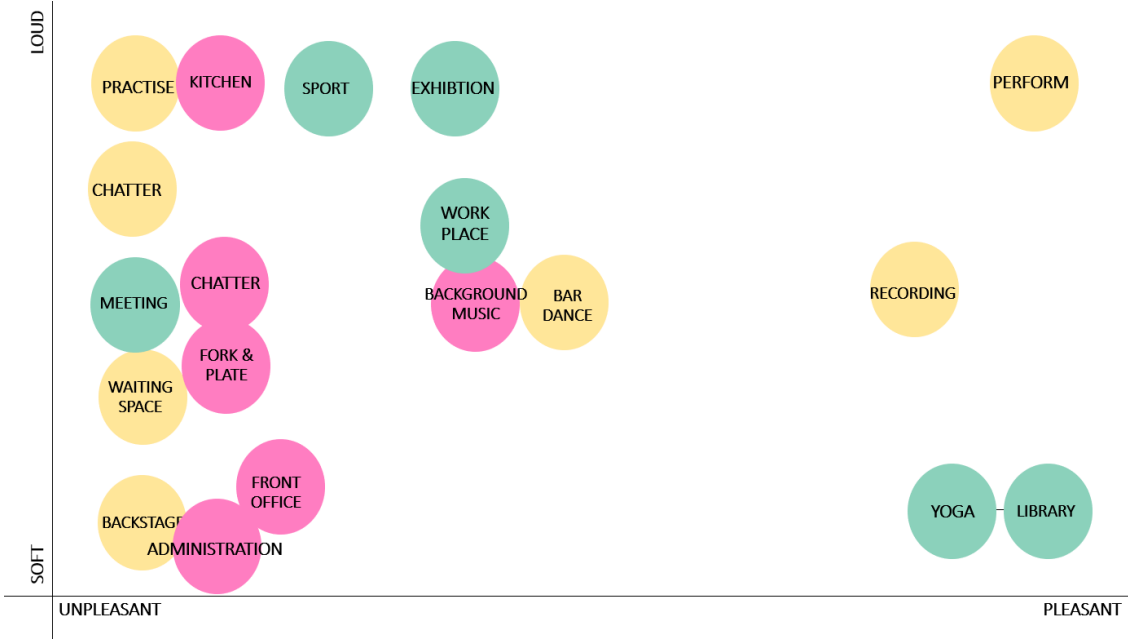 LOUD
PRACTISE
KITCHEN
SPORT
EXHIBTION
PERFORM
CHATTER
WORK
PLACE
CHATTER
MEETING
BACKGROUND
MUSIC
BAR
DANCE
RECORDING
FORK &
PLATE
WAITING
SPACE
FRONT
OFFICE
BACKSTAGE
ADMINISTRATION
YOGA
LIBRARY
SOFT
UNPLEASANT
PLEASANT